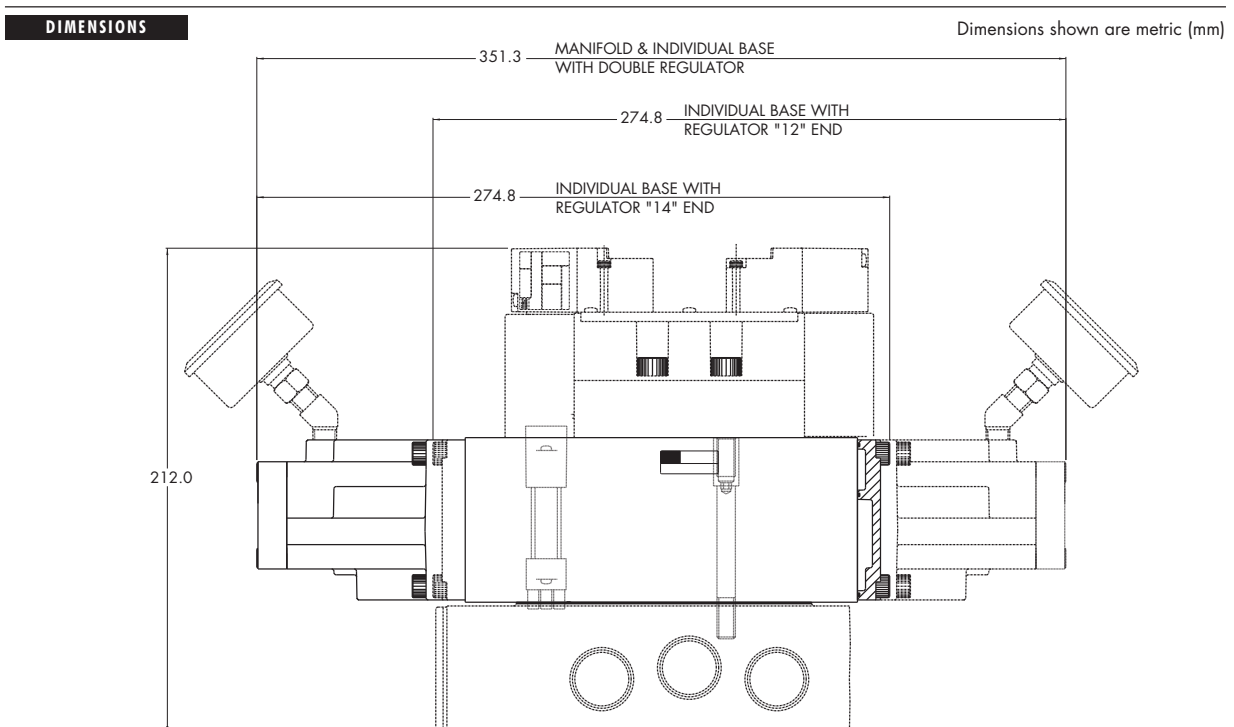 DIMENSIONS
Dimensions shown are metric (mm)
351.3
MANIFOLD & INDIVIDUAL BASE
WITH DOUBLE REGULATOR
274.8
INDIVIDUAL BASE WITH
REGULATOR "12" END
274.8
INDIVIDUAL BASE WITH
REGULATOR "14" END
212.0